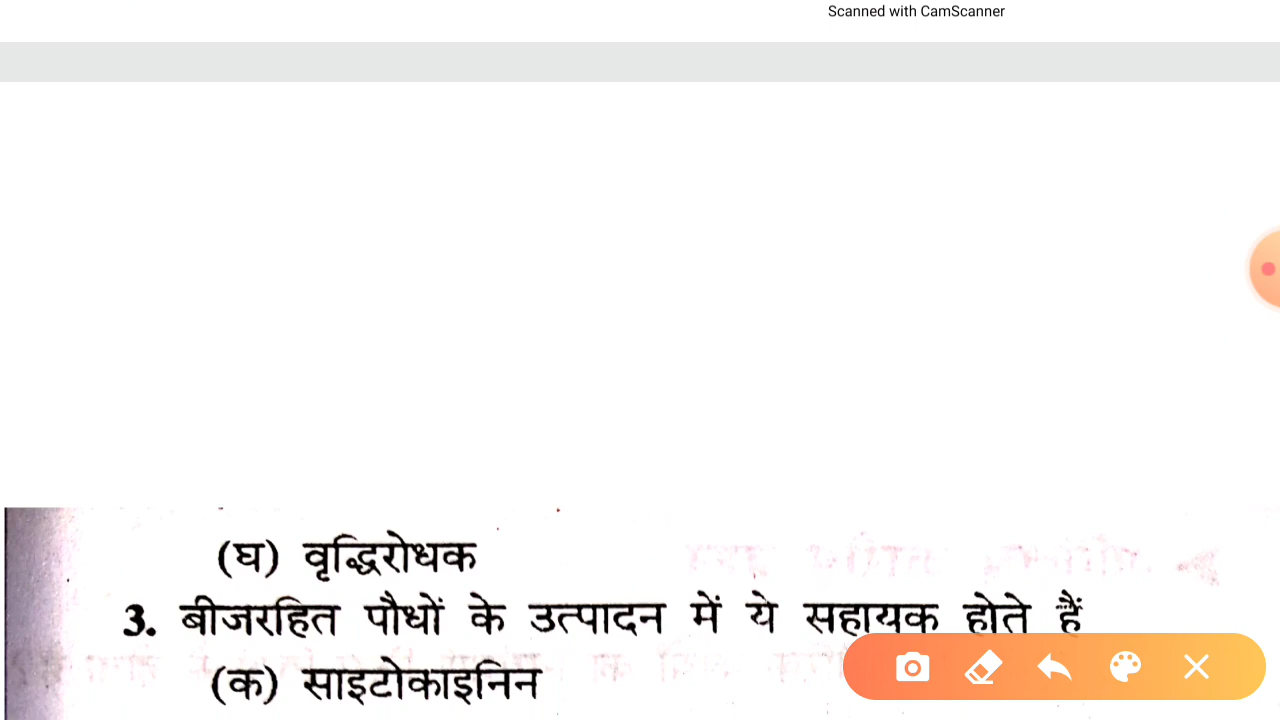 Scanned with CamScanner
(घ) वृद्धिरोधक
3. बीजरहित पौधों के उत्पादन में ये सहायक होते हैं
(क) साइटोकाइनिन